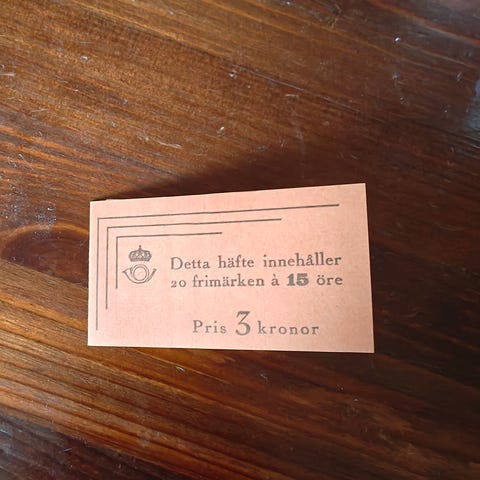 Detta häfte innehåller
20 frimärken à 15 öre
Pris 3 kronor